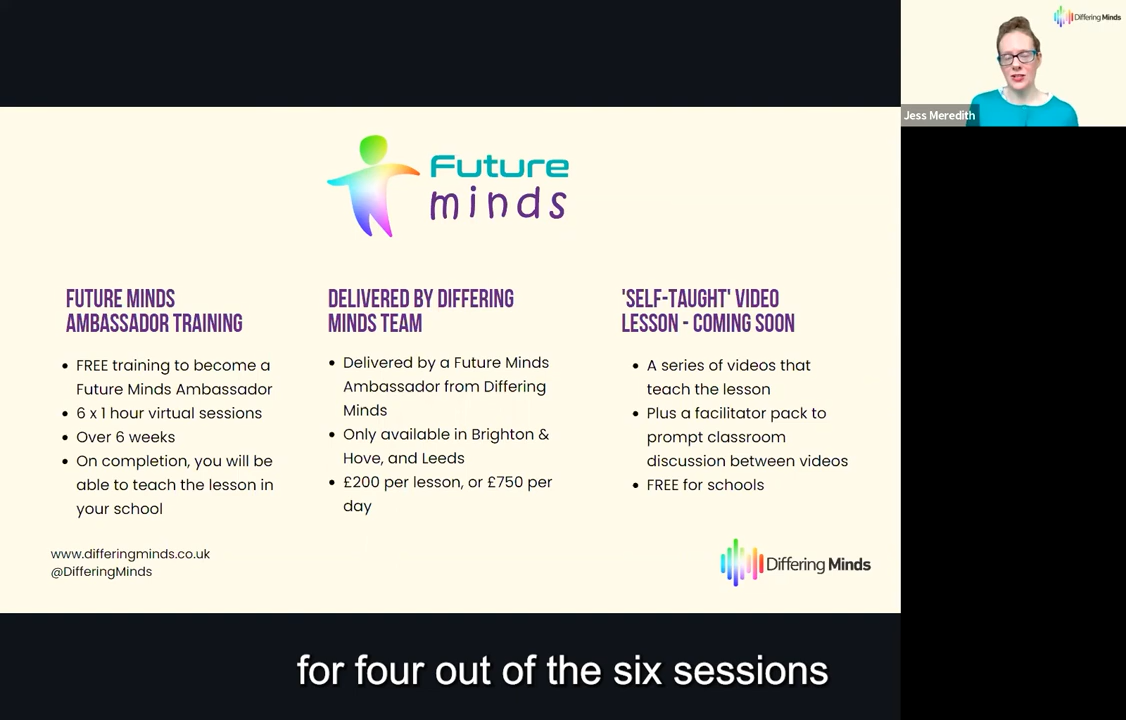 Differing Minds
Jess Meredith
Future
minds
FUTURE MINDS
AMBASSADOR TRAINING
• FREE training to become a
Future Minds Ambassador
• 6 x 1 hour virtual sessions
• Over 6 weeks
• On completion, you will be
able to teach the lesson in
your school
DELIVERED BY DIFFERING
MINDS TEAM
• Delivered by a Future Minds
Ambassador from Differing
Minds
• Only available in Brighton &
Hove, and Leeds
• £200 per lesson, or £750 per
day
'SELF-TAUGHT' VIDEO
LESSON - COMING SOON
• A series of videos that
teach the lesson
• Plus a facilitator pack to
prompt classroom
discussion between videos
• FREE for schools
www.differingminds.co.uk
@DifferingMinds
Differing Minds
for four out of the six sessions